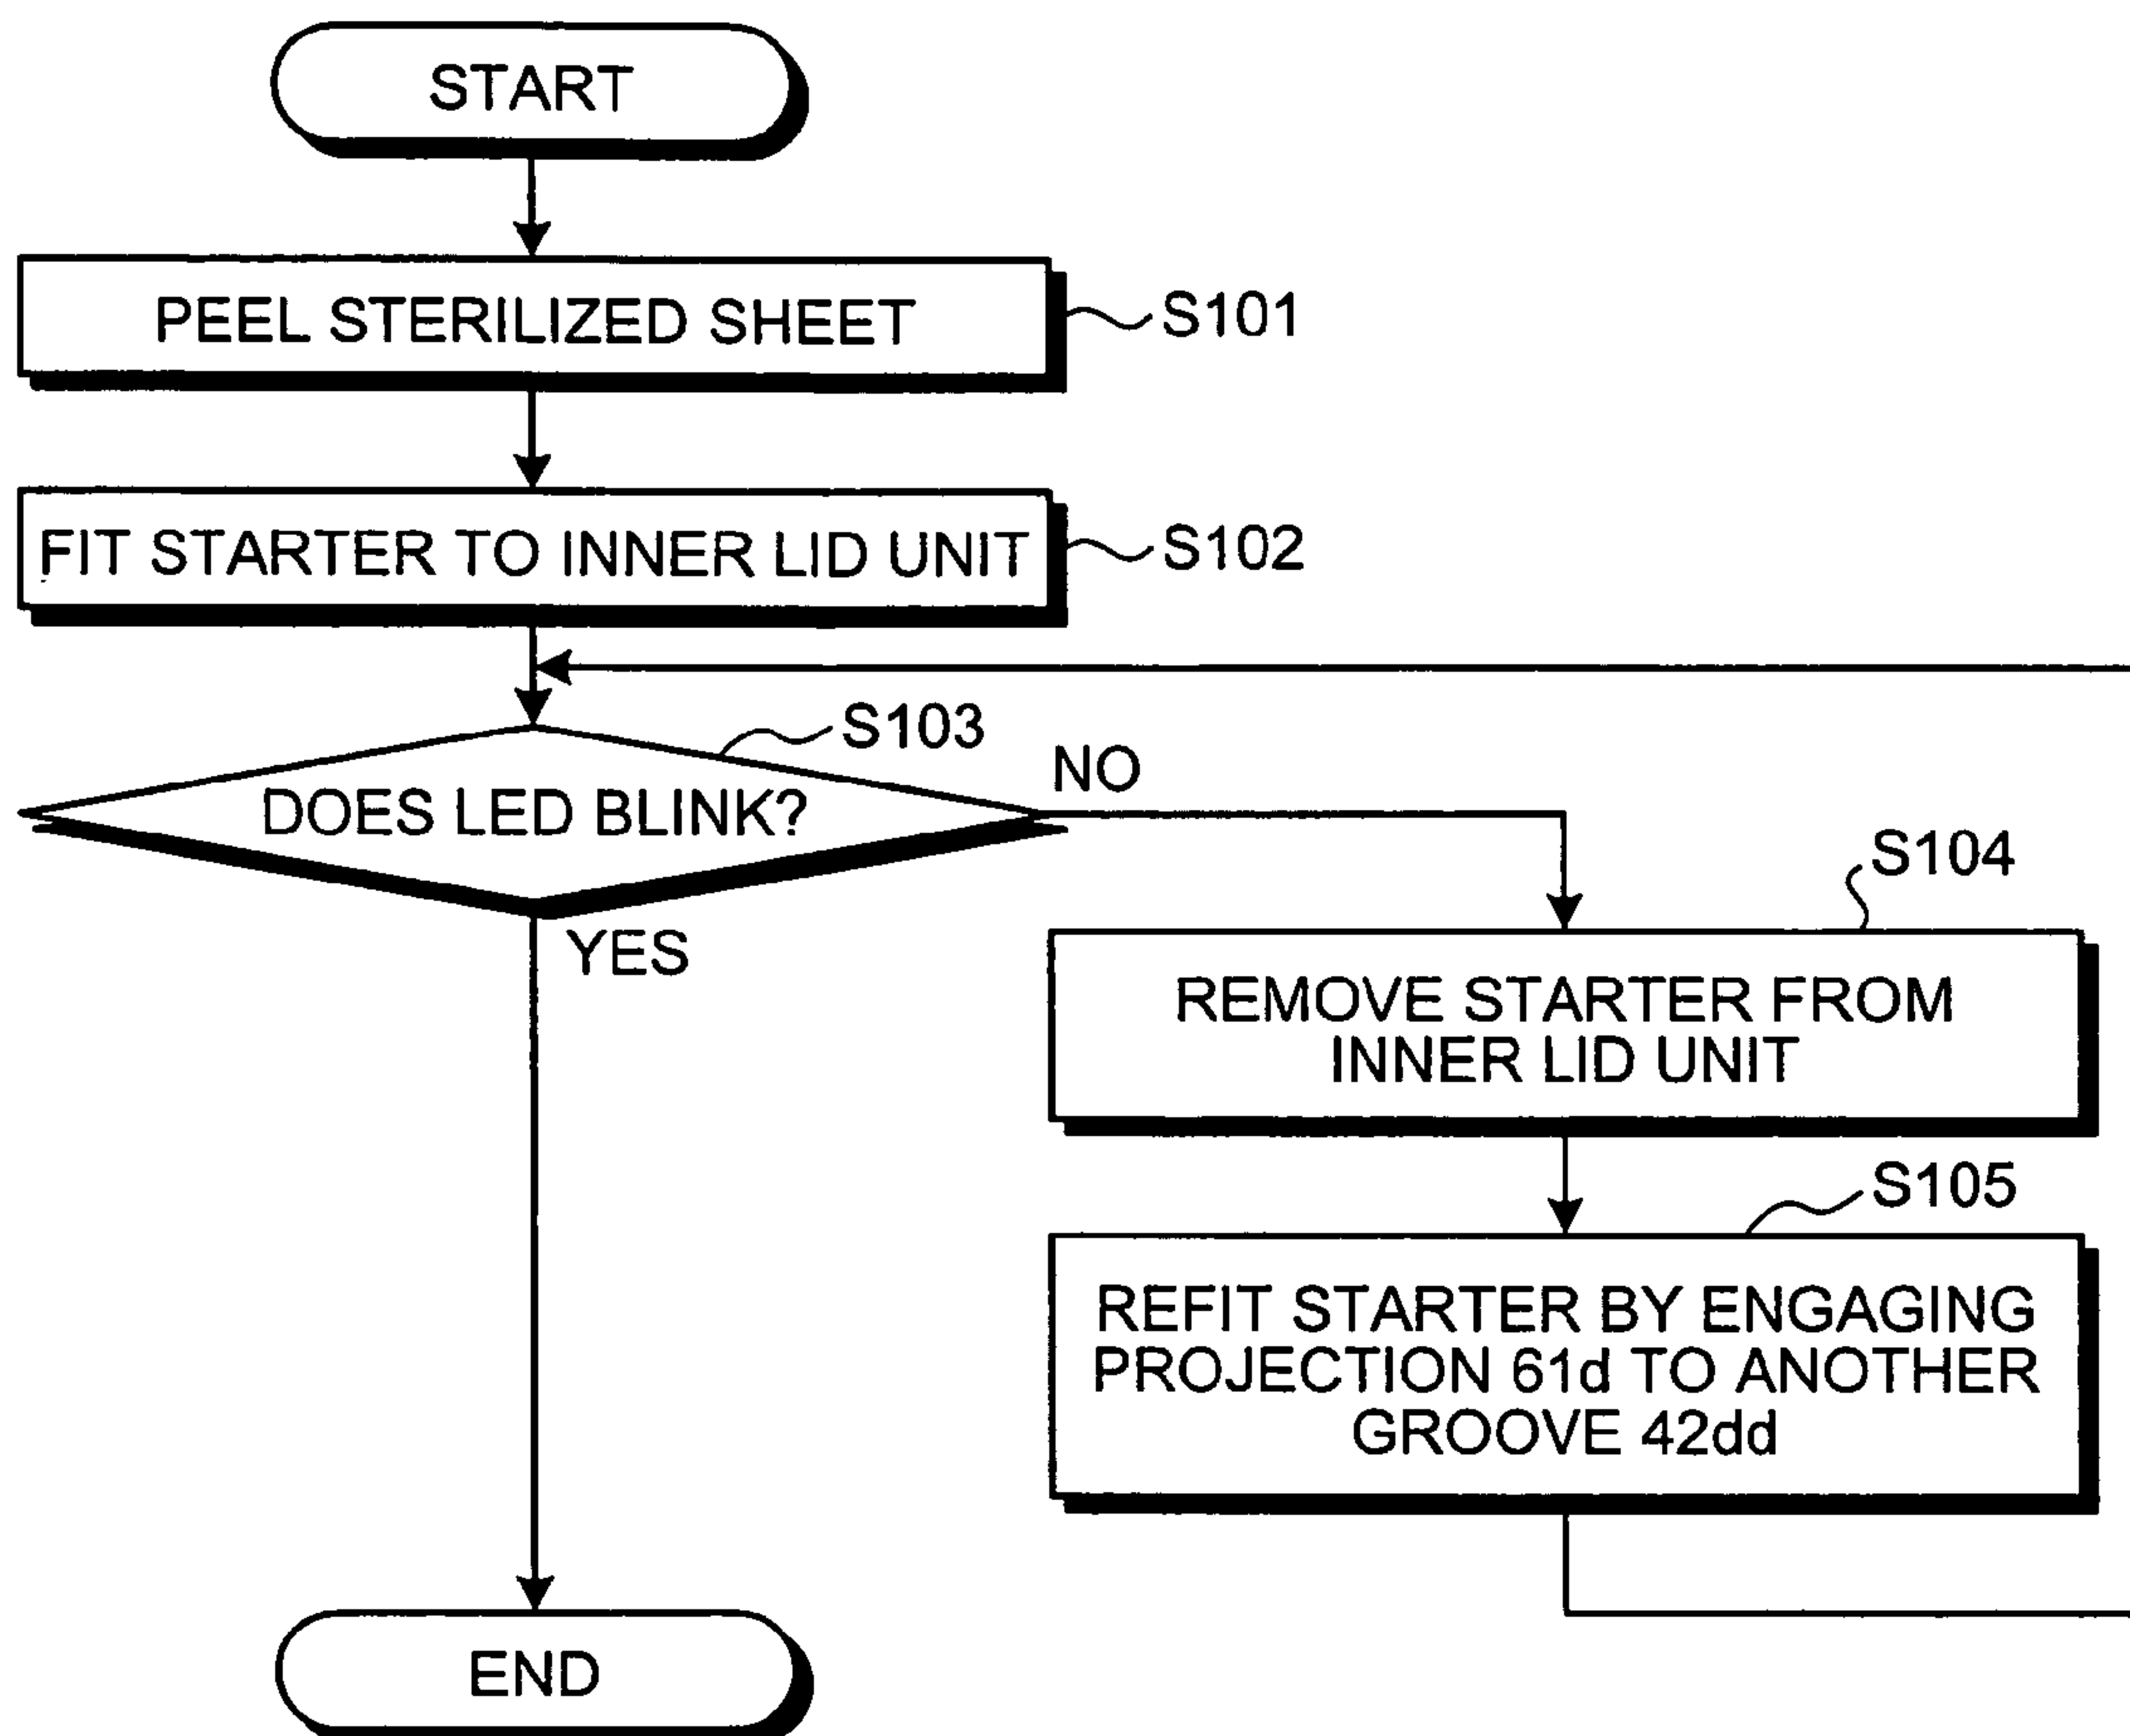 START
PEEL STERILIZED SHEET
S101
FIT STARTER TO INNER LID UNIT
S102
S103
DOES LED BLINK?
NO
YES
S104
REMOVE STARTER FROM
INNER LID UNIT
S105
REFIT STARTER BY ENGAGING
PROJECTION 61d TO ANOTHER
GROOVE 42dd
END